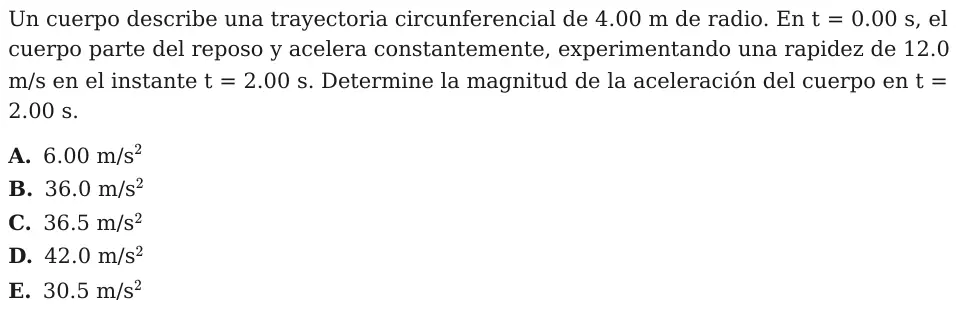 Un cuerpo describe una trayectoria circunferencial de 4.00 m de radio. En t = 0.00 s, el
cuerpo parte del reposo y acelera constantemente, experimentando una rapidez de 12.0
m/s en el instante t = 2.00 s. Determine la magnitud de la aceleración del cuerpo en t =
2.00 s.
A. 6.00 m/s²
B. 36.0 m/s²
C. 36.5 m/s²
D. 42.0 m/s²
E. 30.5 m/s²